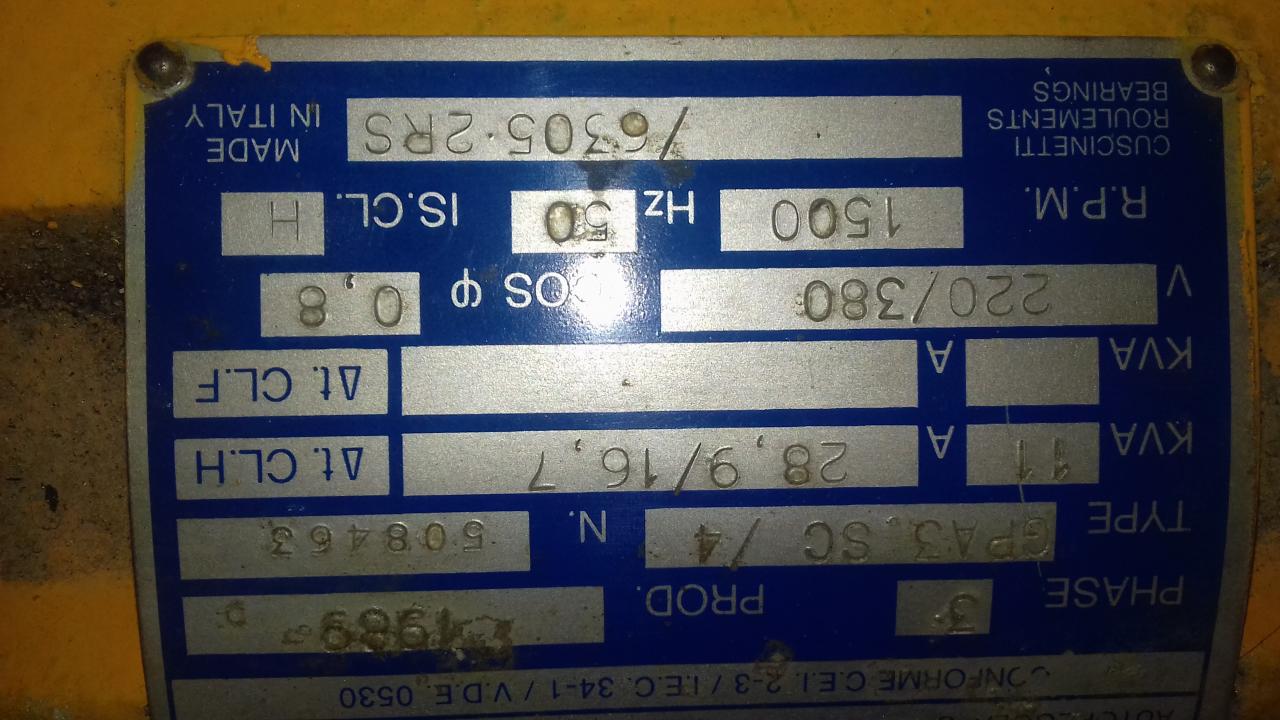 CONFORME C.E.I. 2-3 / I.E.C. 34-1 / V.D.E. 0530
PHASE 3 PROD. 1989
TYPE GPA3.SC /4 N. 508463
KVA 11 A 28,9/16,7 Δt. CL.H
KVA A Δt. CL.F
V 220/380 COS φ 0,8
R.P.M. 1500 Hz 50 IS.CL. H
CUSCINETTI
ROULEMENTS
BEARINGS
/6305.2RS
MADE
IN ITALY